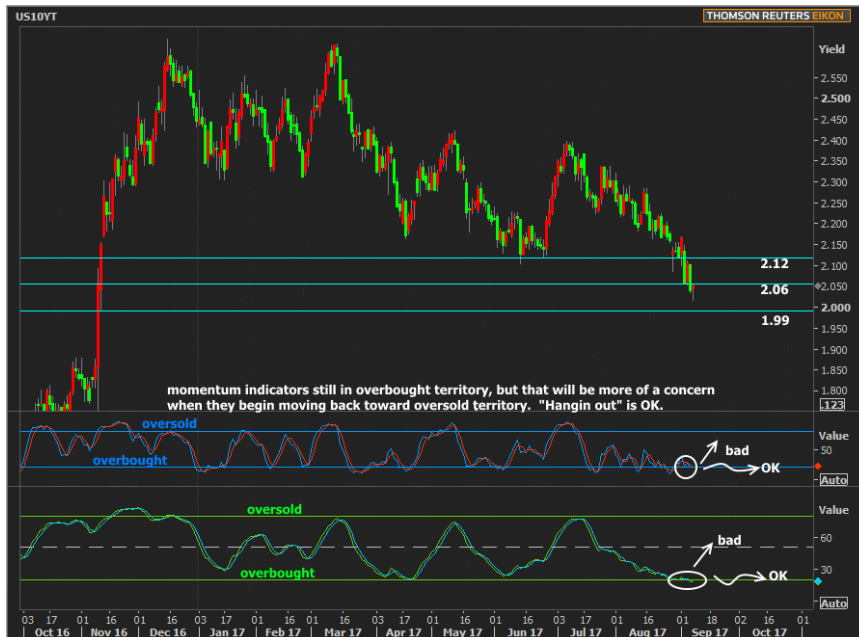 US10YT
THOMSON REUTERS EIKON
Yield
2.550
2.500
2.450
2.400
2.350
2.300
2.250
2.200
2.150
2.12
2.100
2.06
2.050
2.000
1.99
1.950
1.900
1.850
momentum indicators still in overbought territory, but that will be more of a concern
1.800
when they begin moving back toward oversold territory. "Hangin out" is OK.
.123
oversold
Value
bad
50
overbought
OK
Auto
oversold
Value
bad
60
overbought
30
OK
Auto
03 17 01 16 01 16 03 17 01 16 01 16 03 17 01 16 01 16 03 17 01 16 01 18 02 16 01
Oct 16 Nov 16 Dec 16 Jan 17 Feb 17 Mar 17 Apr 17 May 17 Jun 17 Jul 17 Aug 17 Sep 17 Oct 17